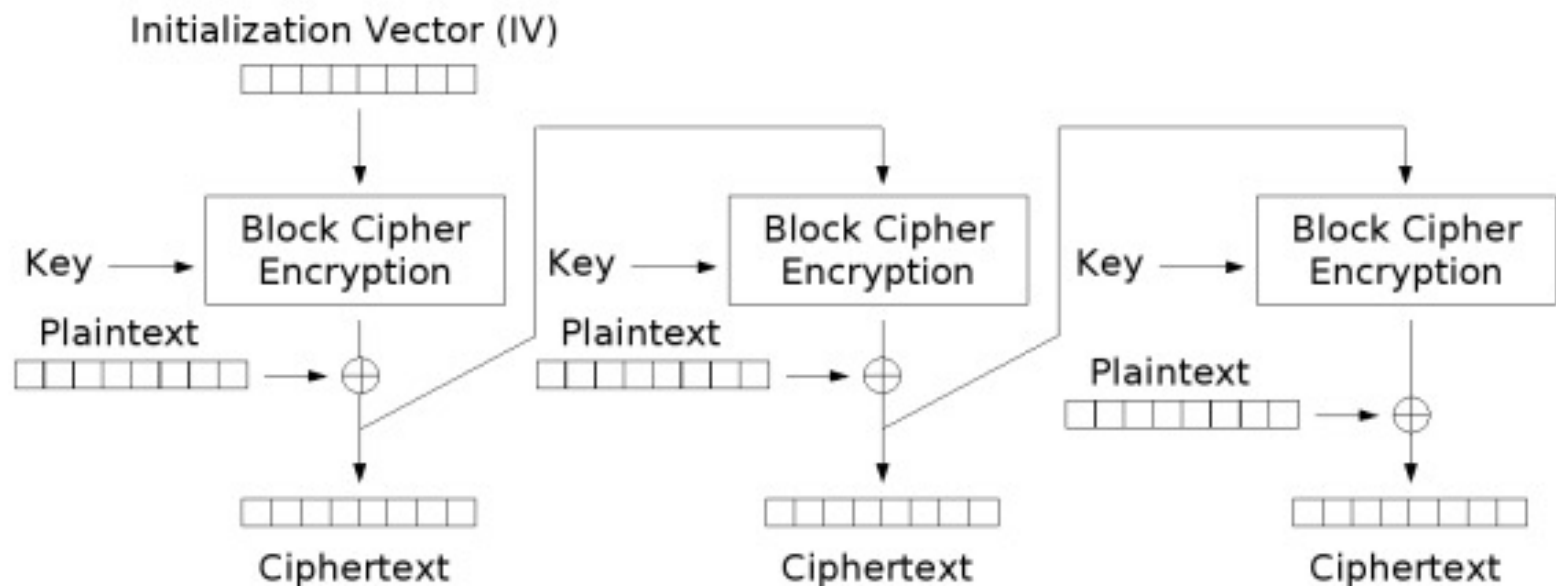 Initialization Vector (IV)
Block Cipher
Encryption
Key
Plaintext
Ciphertext
Block Cipher
Encryption
Key
Plaintext
Ciphertext
Block Cipher
Encryption
Key
Plaintext
Ciphertext